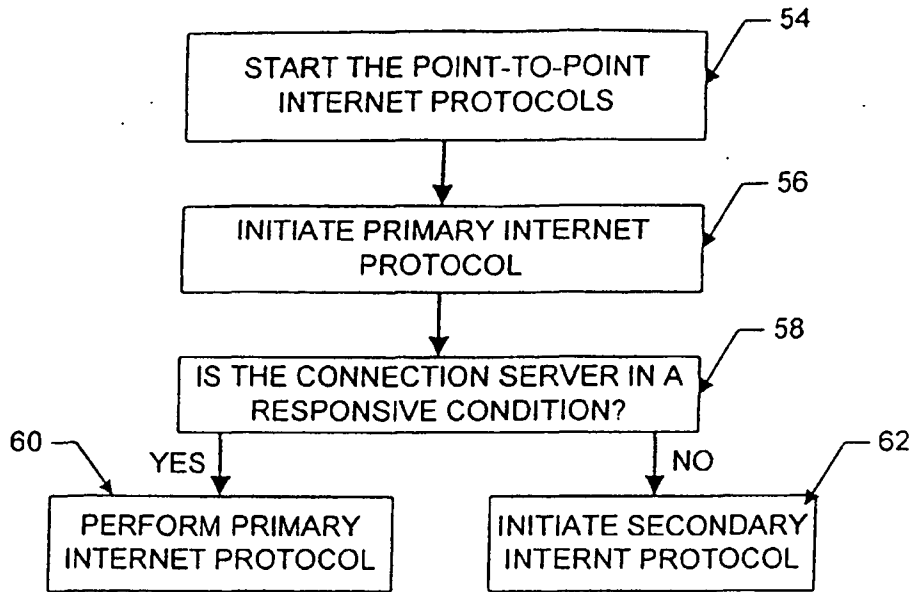 54
START THE POINT-TO-POINT
INTERNET PROTOCOLS
56
INITIATE PRIMARY INTERNET
PROTOCOL
58
IS THE CONNECTION SERVER IN A
RESPONSIVE CONDITION?
60
YES
NO
62
PERFORM PRIMARY
INTERNET PROTOCOL
INITIATE SECONDARY
INTERNT PROTOCOL